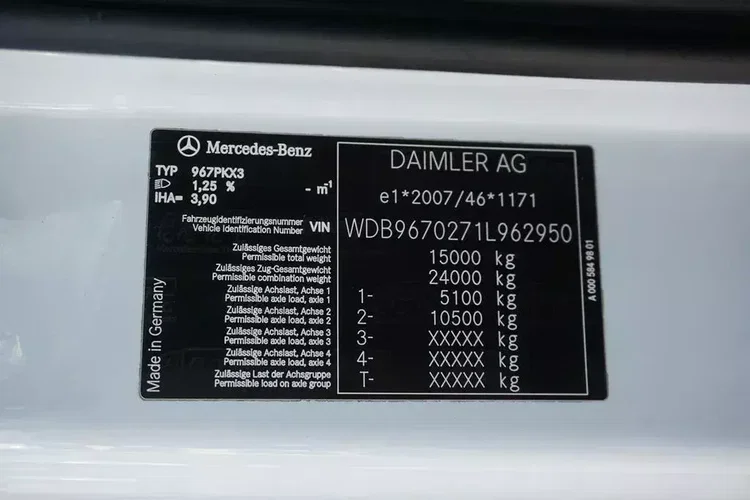 Mercedes-Benz
TYP 967PKX3
1,25 % - m⁻¹
IHA= 3,90
Fahrzeugidentifizierungsnummer
Vehicle Identification Number VIN
Zulässiges Gesamtgewicht
Permissible total weight
Zulässiges Zug-Gesamtgewicht
Permissible combination weight
Zulässige Achslast, Achse 1
Permissible axle load, axle 1
Zulässige Achslast, Achse 2
Permissible axle load, axle 2
Zulässige Achslast, Achse 3
Permissible axle load, axle 3
Zulässige Achslast, Achse 4
Permissible axle load, axle 4
Zulässige Last der Achsgruppe
Permissible load on axle group
Made in Germany
DAIMLER AG
e1*2007/46*1171
WDB9670271L962950
15000 kg
24000 kg
1- 5100 kg
2- 10500 kg
3- XXXXX kg
4- XXXXX kg
T- XXXXX kg
A 000 584 98 01